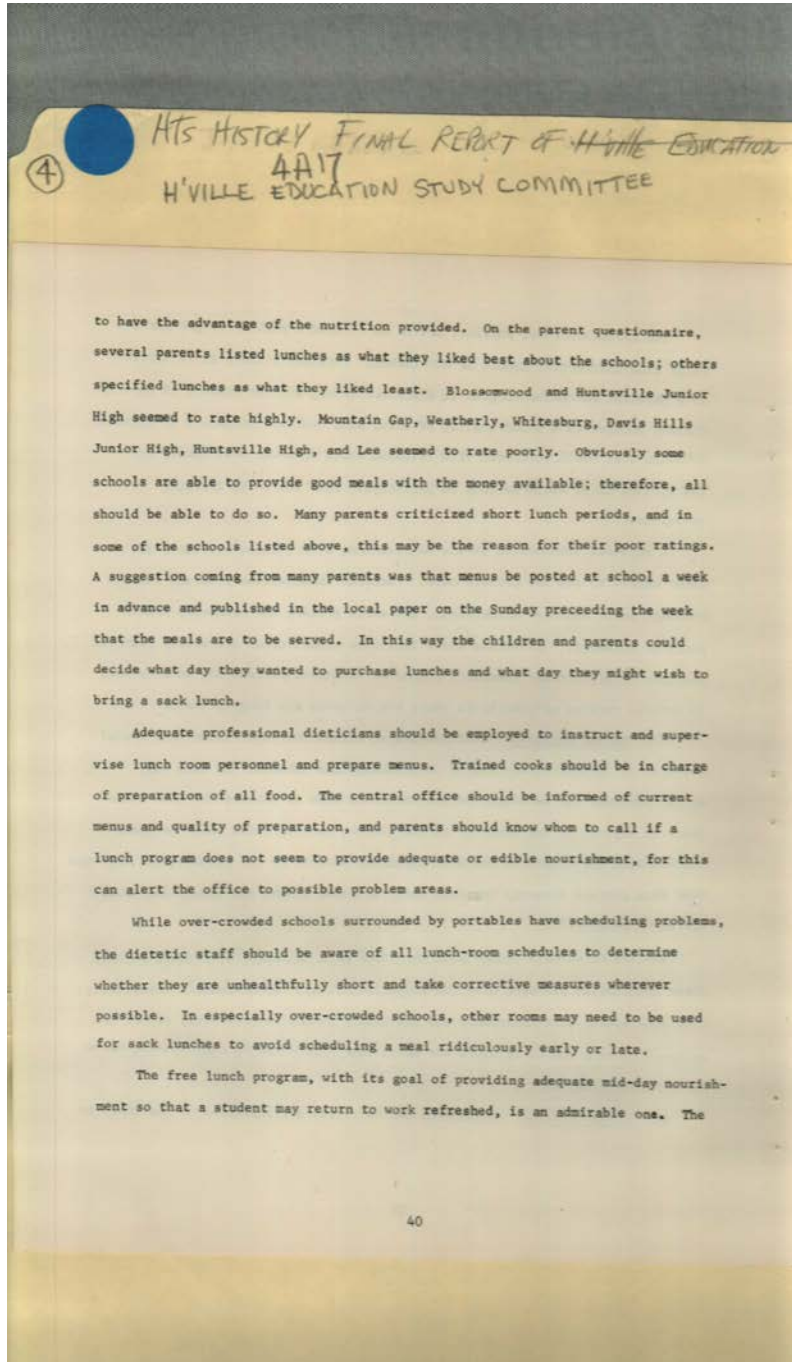 HTS HISTORY FINAL REPORT OF H'ville EDUCATION
4A17
4
H'VILLE EDUCATION STUDY COMMITTEE
to have the advantage of the nutrition provided. On the parent questionnaire,
several parents listed lunches as what they liked best about the schools; others
specified lunches as what they liked least. Blossomwood and Huntsville Junior
High seemed to rate highly. Mountain Gap, Weatherly, Whitesburg, Davis Hills
Junior High, Huntsville High, and Lee seemed to rate poorly. Obviously some
schools are able to provide good meals with the money available; therefore, all
should be able to do so. Many parents criticized short lunch periods, and in
some of the schools listed above, this may be the reason for their poor ratings.
A suggestion coming from many parents was that menus be posted at school a week
in advance and published in the local paper on the Sunday preceeding the week
that the meals are to be served. In this way the children and parents could
decide what day they wanted to purchase lunches and what day they might wish to
bring a sack lunch.
Adequate professional dieticians should be employed to instruct and super-
vise lunch room personnel and prepare menus. Trained cooks should be in charge
of preparation of all food. The central office should be informed of current
menus and quality of preparation, and parents should know whom to call if a
lunch program does not seem to provide adequate or edible nourishment, for this
can alert the office to possible problem areas.
While over-crowded schools surrounded by portables have scheduling problems,
the dietetic staff should be aware of all lunch-room schedules to determine
whether they are unhealthfully short and take corrective measures wherever
possible. In especially over-crowded schools, other rooms may need to be used
for sack lunches to avoid scheduling a meal ridiculously early or late.
The free lunch program, with its goal of providing adequate mid-day nourish-
ment so that a student may return to work refreshed, is an admirable one. The
40